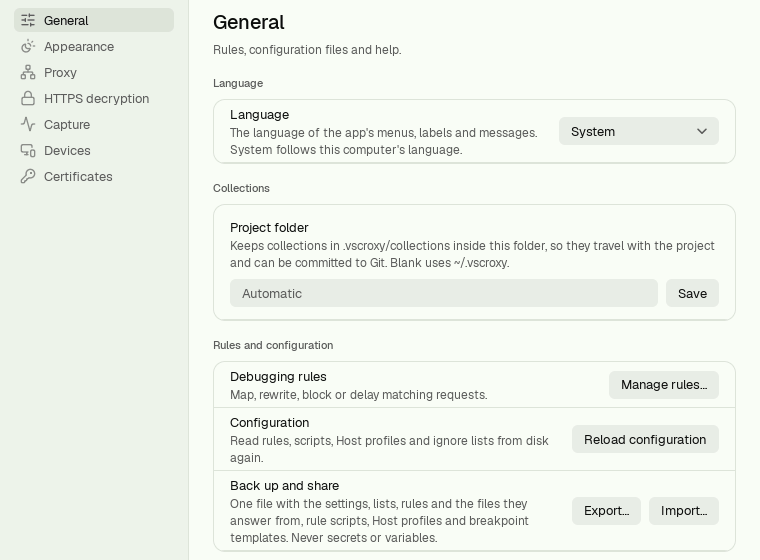 General
Appearance
Proxy
HTTPS decryption
Capture
Devices
Certificates
General
Rules, configuration files and help.
Language
Language
The language of the app's menus, labels and messages.
System follows this computer's language.
System
Collections
Project folder
Keeps collections in .vscroxy/collections inside this folder, so they travel with the project
and can be committed to Git. Blank uses ~/.vscroxy.
Automatic
Save
Rules and configuration
Debugging rules
Map, rewrite, block or delay matching requests.
Manage rules…
Configuration
Read rules, scripts, Host profiles and ignore lists from disk
again.
Reload configuration
Back up and share
One file with the settings, lists, rules and the files they
answer from, rule scripts, Host profiles and breakpoint
templates. Never secrets or variables.
Export…
Import…